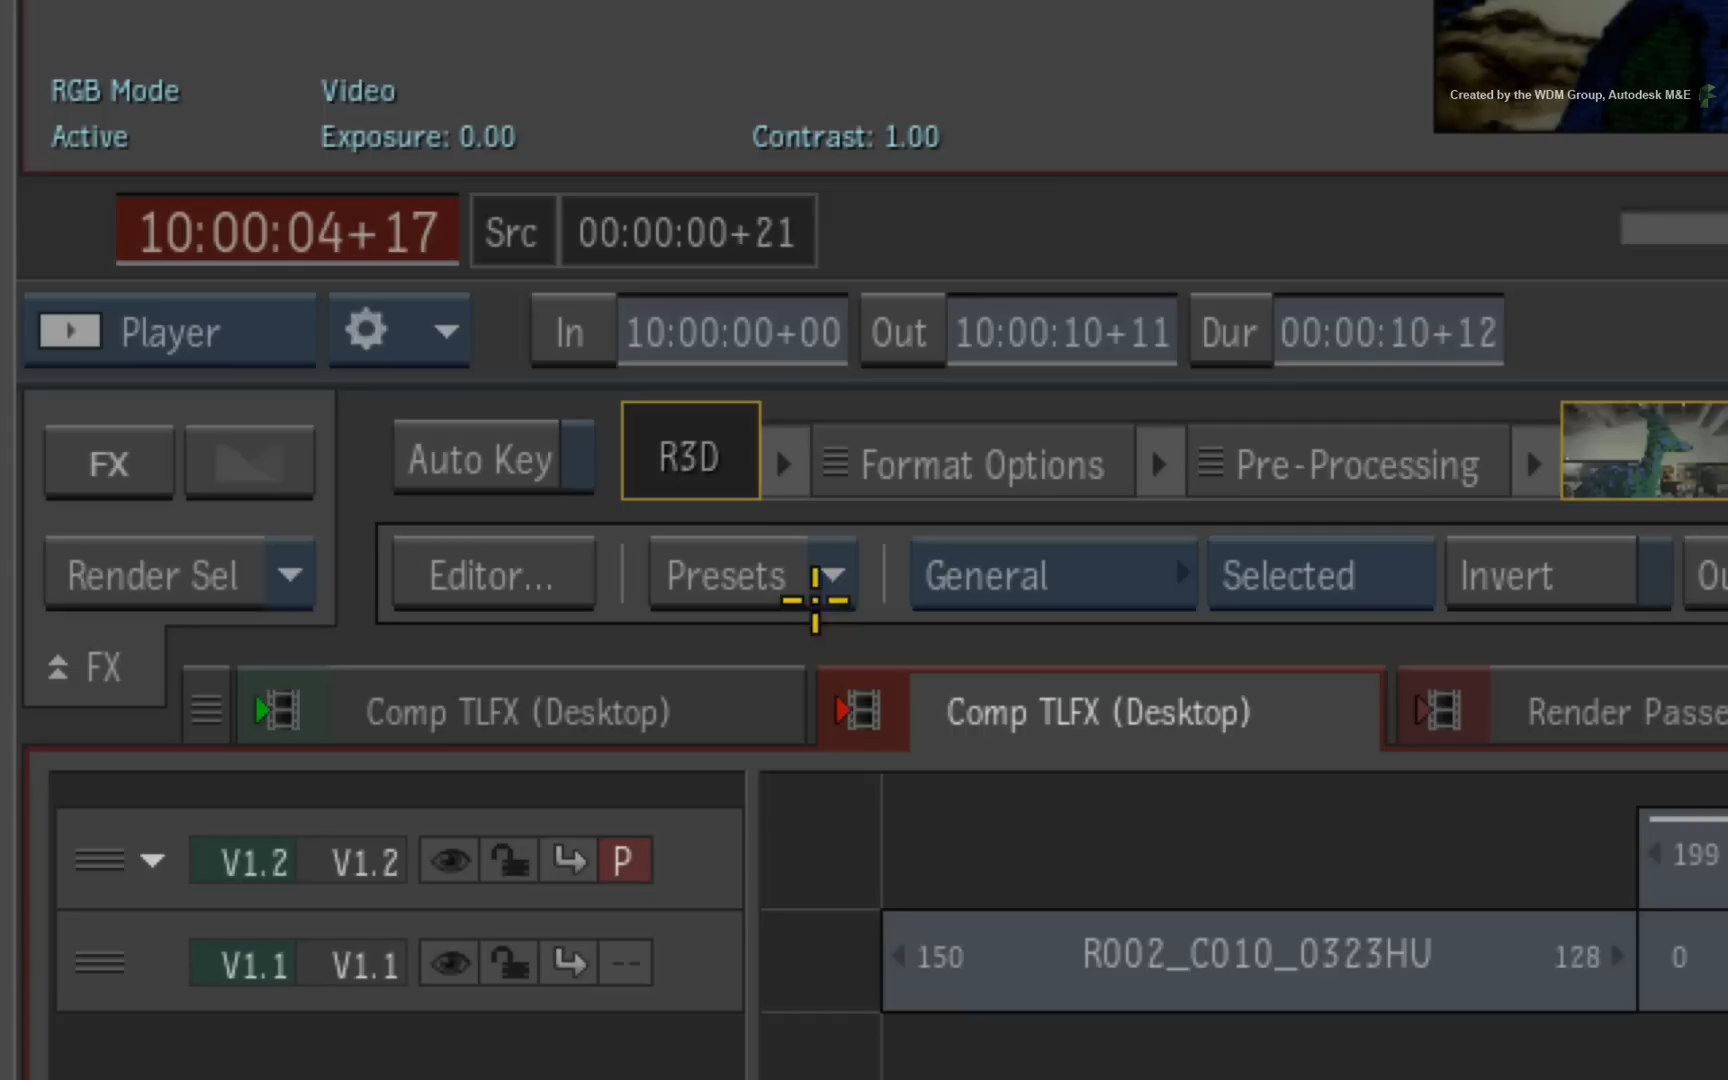 RGB Mode Video
Created by the WDM Group, Autodesk M&E
Active Exposure: 0.00 Contrast: 1.00
10:00:04+17 Src 00:00:00+21
Player In 10:00:00+00 Out 10:00:10+11 Dur 00:00:10+12
FX Auto Key R3D Format Options Pre-Processing
Render Sel Editor... Presets General Selected Invert
FX
Comp TLFX (Desktop) Comp TLFX (Desktop) Render Passe
V1.2 V1.2 P 199
V1.1 V1.1 -- 150 R002_C010_0323HU 128 0